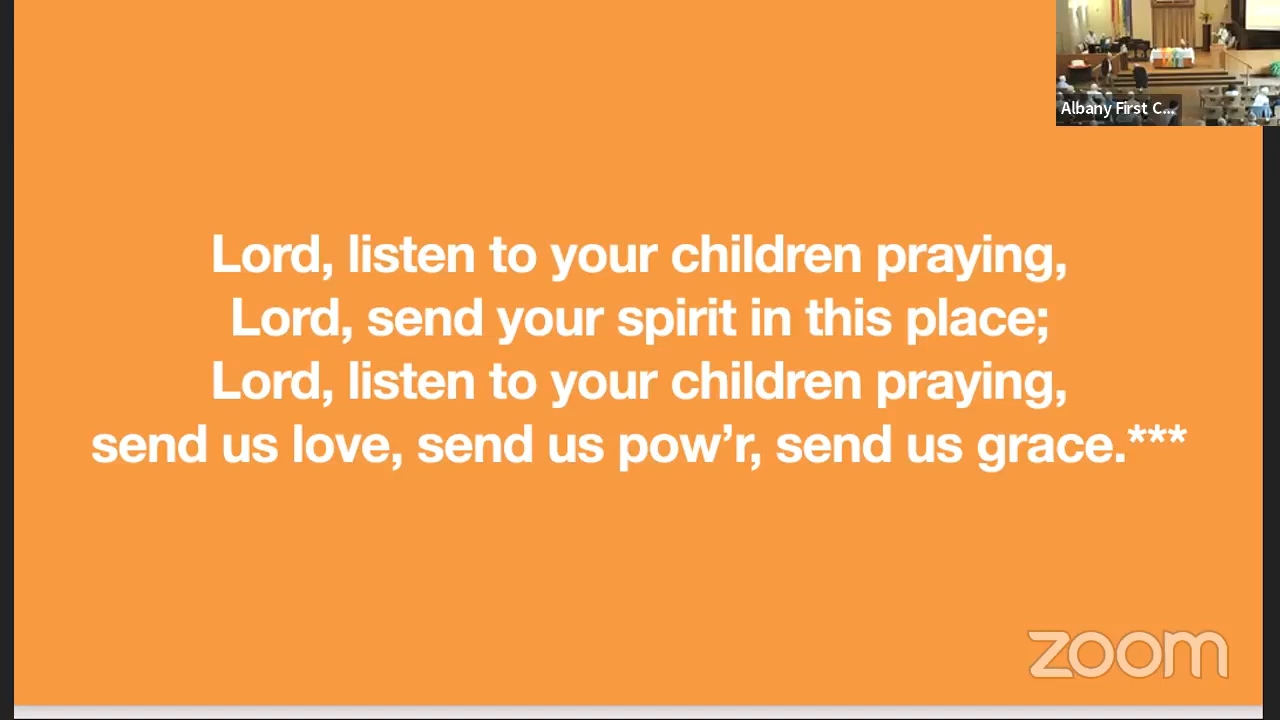 Albany First C...
Lord, listen to your children praying,
Lord, send your spirit in this place;
Lord, listen to your children praying,
send us love, send us pow’r, send us grace.***
zoom